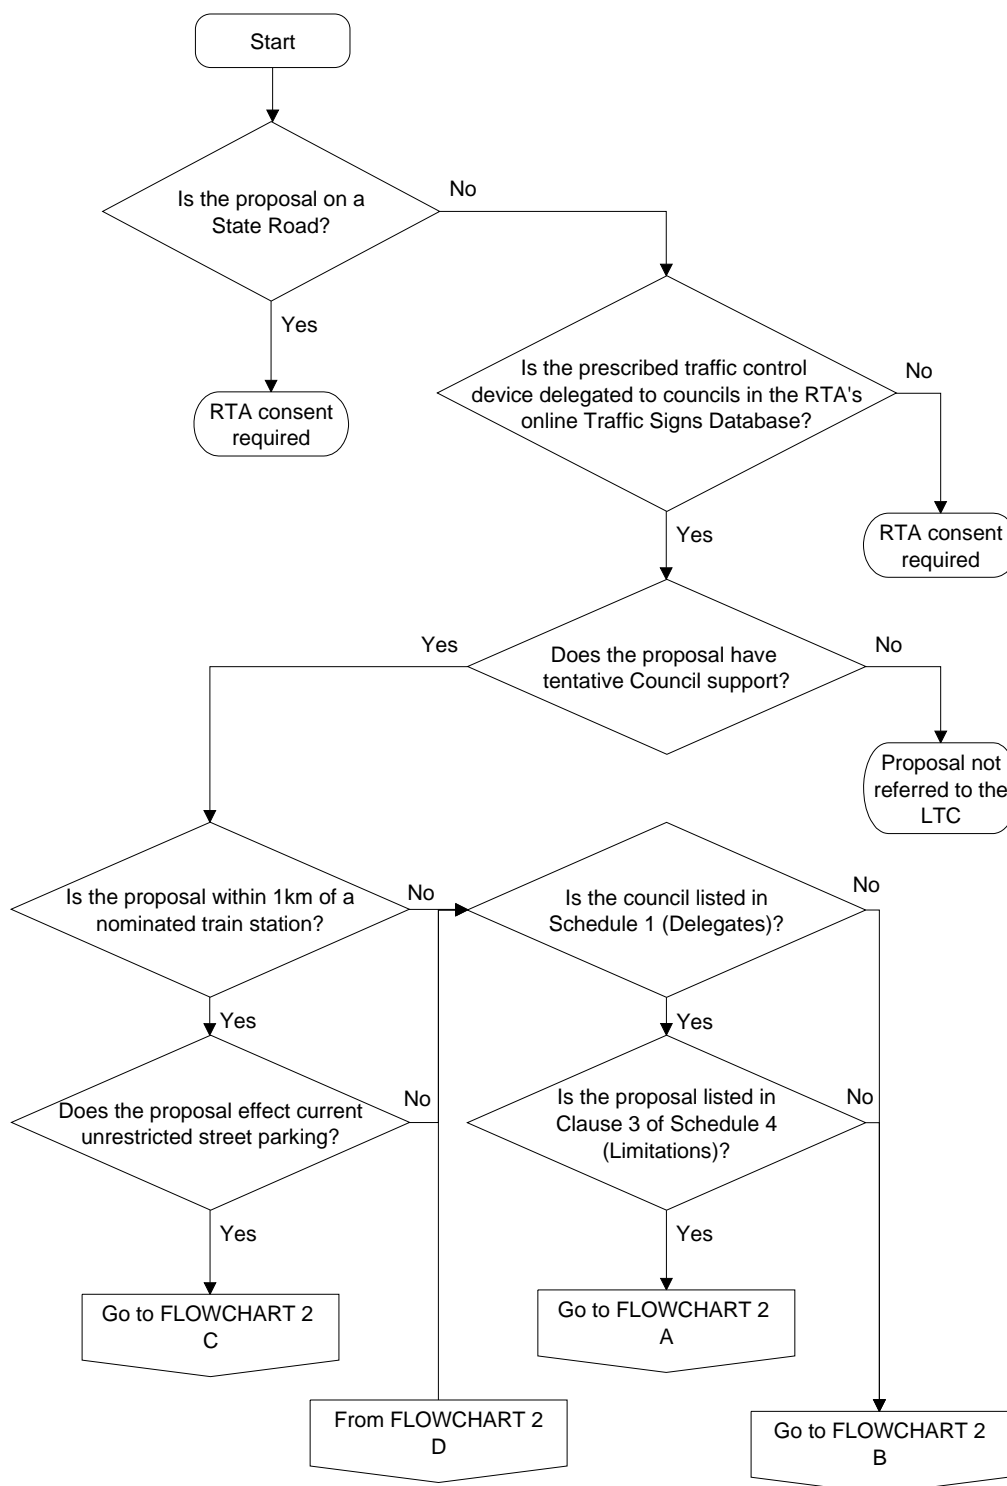 Start
Is the proposal on a
State Road?
No
Yes
RTA consent
required
Is the prescribed traffic control
device delegated to councils in the RTA's
online Traffic Signs Database?
No
Yes
RTA consent
required
Does the proposal have
tentative Council support?
Yes
No
Proposal not
referred to the
LTC
Is the proposal within 1km of a
nominated train station?
No
Yes
Is the council listed in
Schedule 1 (Delegates)?
No
Yes
Does the proposal effect current
unrestricted street parking?
No
Yes
Is the proposal listed in
Clause 3 of Schedule 4
(Limitations)?
No
Yes
Go to FLOWCHART 2
C
Go to FLOWCHART 2
A
From FLOWCHART 2
D
Go to FLOWCHART 2
B